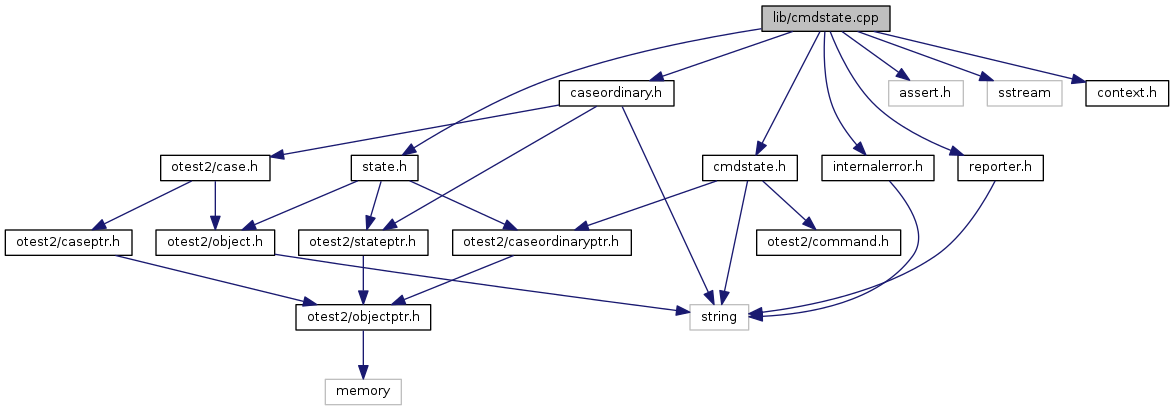 lib/cmdstate.cpp
caseordinary.h
assert.h
sstream
context.h
otest2/case.h
state.h
cmdstate.h
internalerror.h
reporter.h
otest2/caseptr.h
otest2/object.h
otest2/stateptr.h
otest2/caseordinaryptr.h
otest2/command.h
otest2/objectptr.h
string
memory